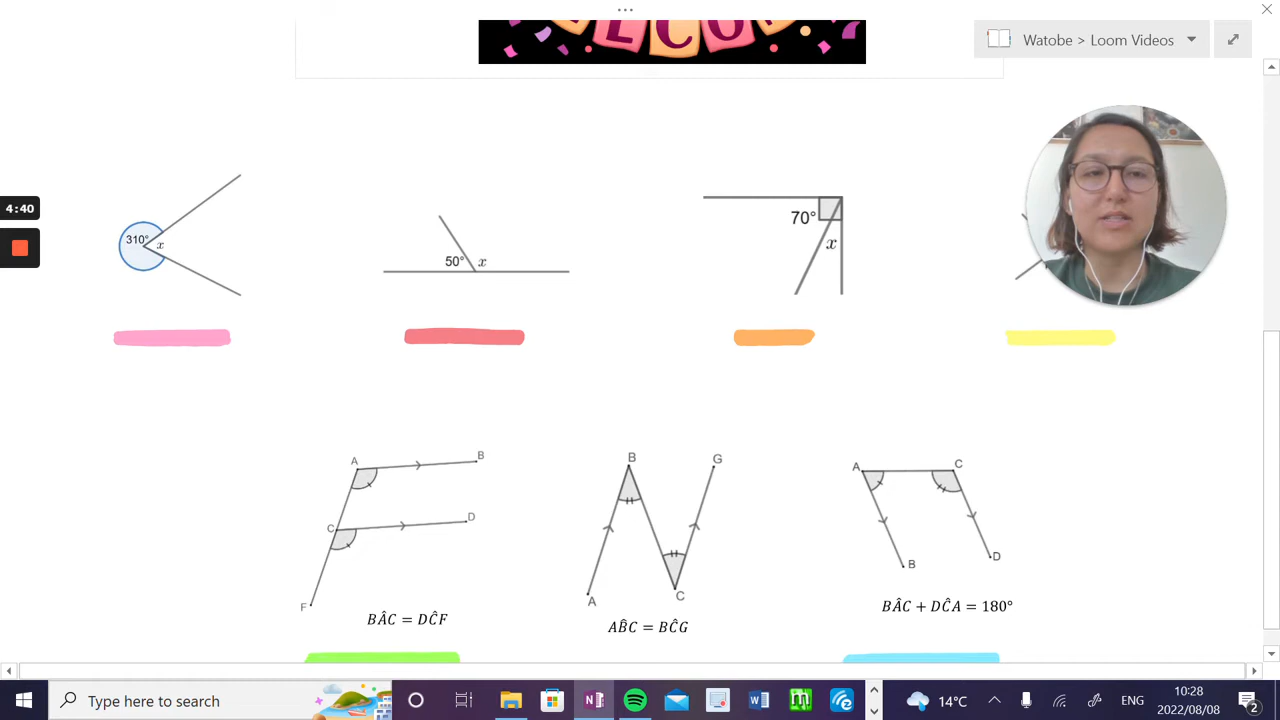 LCO
Watobe > Loom Videos
4:40
310°
x
50°
x
70°
x
A
B
C
D
F
BÂC = DĈF
B
G
A
C
AB̂C = BĈG
A
C
B
D
BÂC + DĈA = 180°
Type here to search
14°C
ENG
10:28
2022/08/08
2